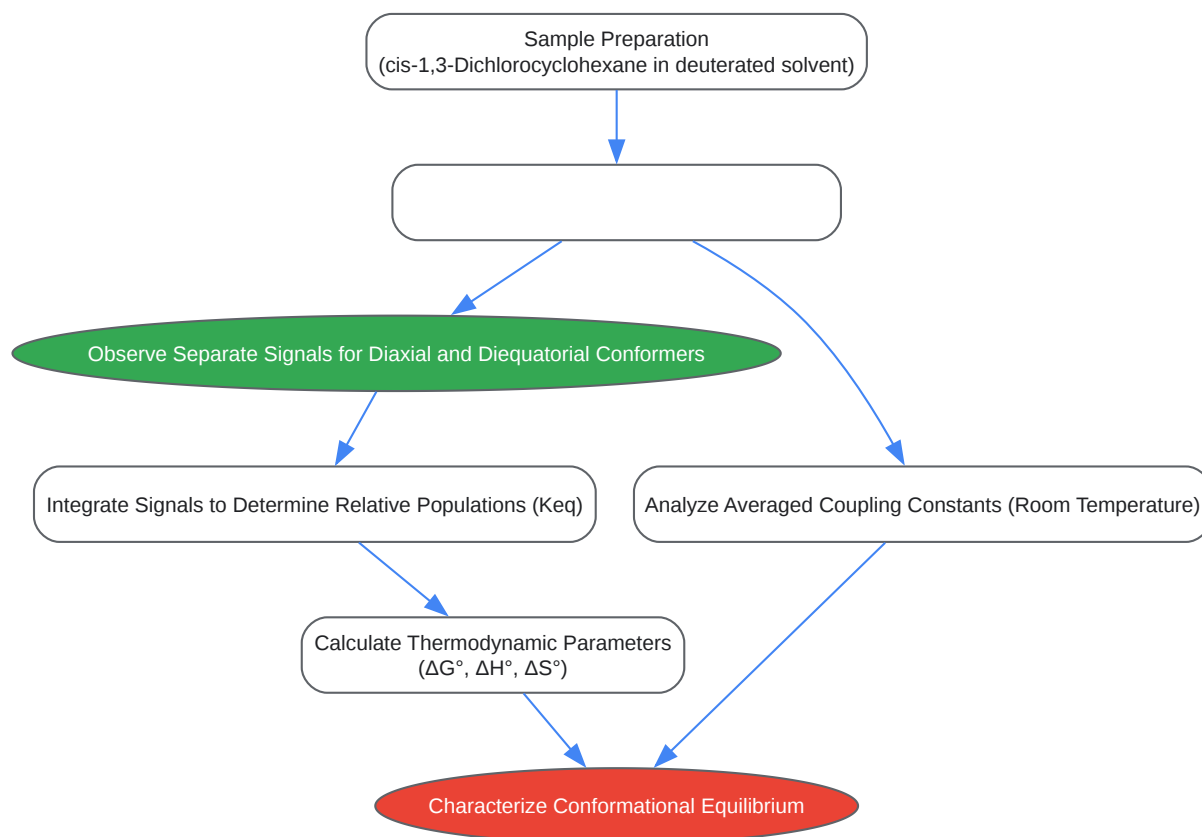 Sample Preparation
(cis-1,3-Dichlorocyclohexane in deuterated solvent)
Observe Separate Signals for Diaxial and Diequatorial Conformers
Integrate Signals to Determine Relative Populations (Keq)
Analyze Averaged Coupling Constants (Room Temperature)
Calculate Thermodynamic Parameters
(ΔG°, ΔH°, ΔS°)
Characterize Conformational Equilibrium